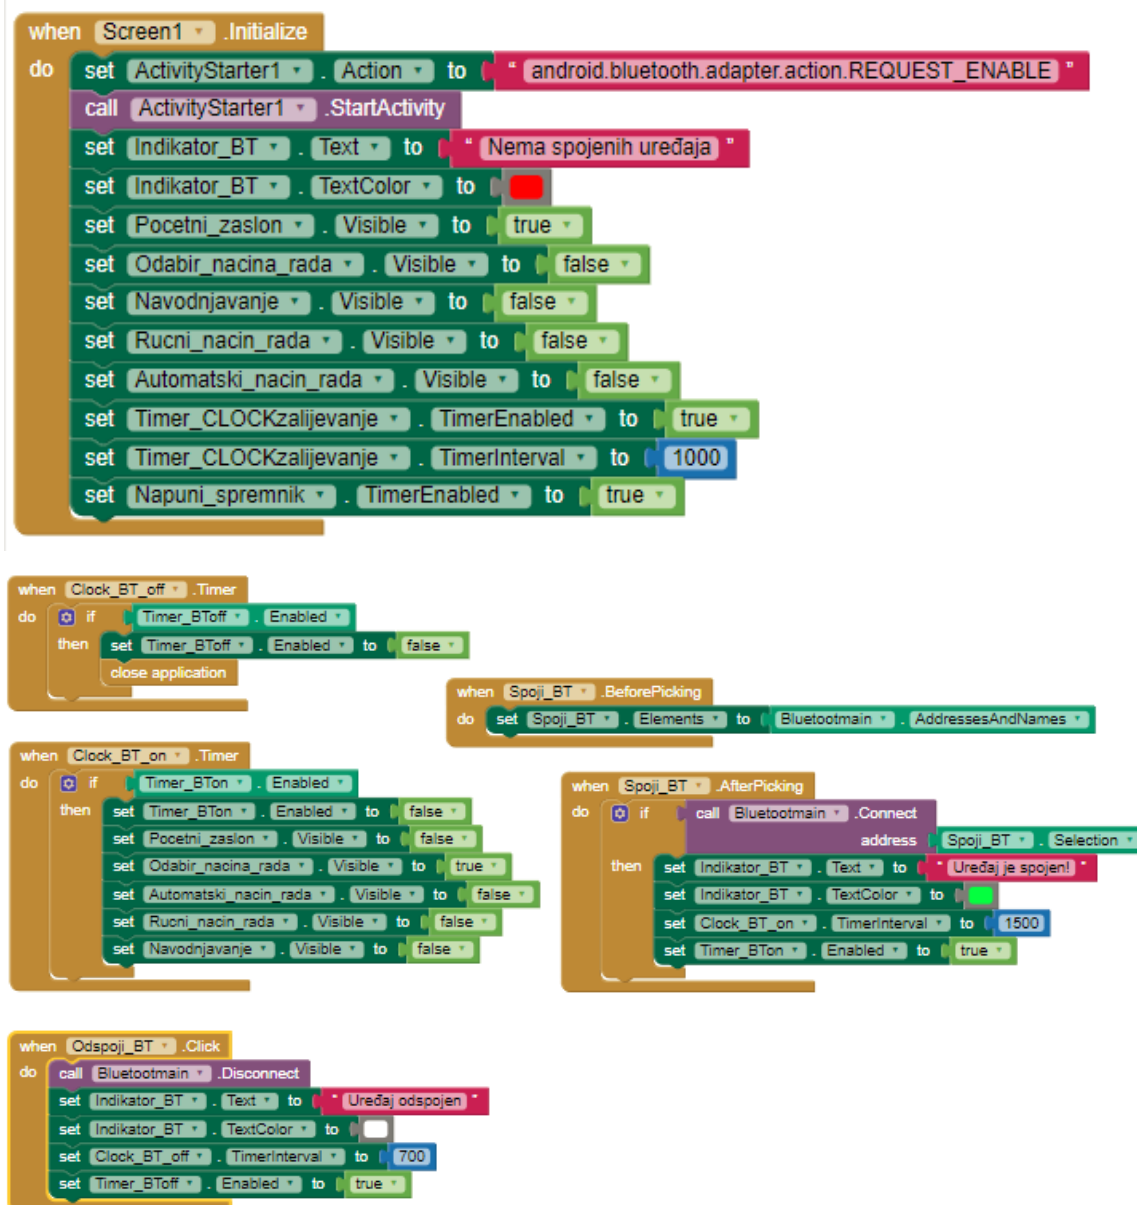 when Screen1 .Initialize
do set ActivityStarter1 . Action to " android.bluetooth.adapter.action.REQUEST_ENABLE "
call ActivityStarter1 .StartActivity
set Indikator_BT . Text to " Nema spojenih uređaja "
set Indikator_BT . TextColor to
set Pocetni_zaslon . Visible to true
set Odabir_nacina_rada . Visible to false
set Navodnjavanje . Visible to false
set Rucni_nacin_rada . Visible to false
set Automatski_nacin_rada . Visible to false
set Timer_CLOCKzalijevanje . TimerEnabled to true
set Timer_CLOCKzalijevanje . TimerInterval to 1000
set Napuni_spremnik . TimerEnabled to true
when Clock_BT_off .Timer
do if Timer_BToff . Enabled
then set Timer_BToff . Enabled to false
close application
when Spoji_BT .BeforePicking
do set Spoji_BT . Elements to Bluetootmain . AddressesAndNames
when Clock_BT_on .Timer
do if Timer_BTon . Enabled
then set Timer_BTon . Enabled to false
set Pocetni_zaslon . Visible to false
set Odabir_nacina_rada . Visible to true
set Automatski_nacin_rada . Visible to false
set Rucni_nacin_rada . Visible to false
set Navodnjavanje . Visible to false
when Spoji_BT .AfterPicking
do if call Bluetootmain .Connect
address Spoji_BT . Selection
then set Indikator_BT . Text to " Uređaj je spojen! "
set Indikator_BT . TextColor to
set Clock_BT_on . TimerInterval to 1500
set Timer_BTon . Enabled to true
when Odspoji_BT .Click
do call Bluetootmain .Disconnect
set Indikator_BT . Text to " Uređaj odspojen "
set Indikator_BT . TextColor to
set Clock_BT_off . TimerInterval to 700
set Timer_BToff . Enabled to true